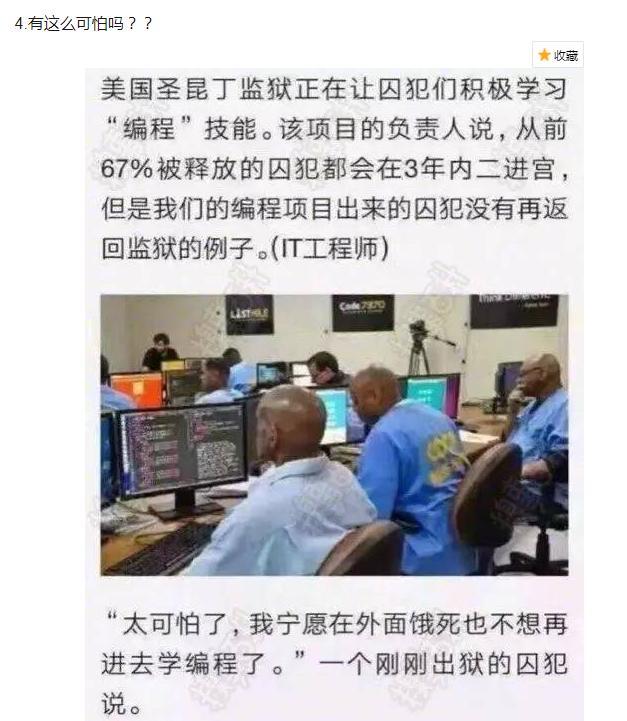 4.有这么可怕吗？？
收藏
美国圣昆丁监狱正在让囚犯们积极学习
“编程”技能。该项目的负责人说，从前
67%被释放的囚犯都会在3年内二进宫，
但是我们的编程项目出来的囚犯没有再返
回监狱的例子。(IT工程师)
LAST MILE
Code.7370
Think Different.
“太可怕了，我宁愿在外面饿死也不想再
进去学编程了。”一个刚刚出狱的囚犯
说。